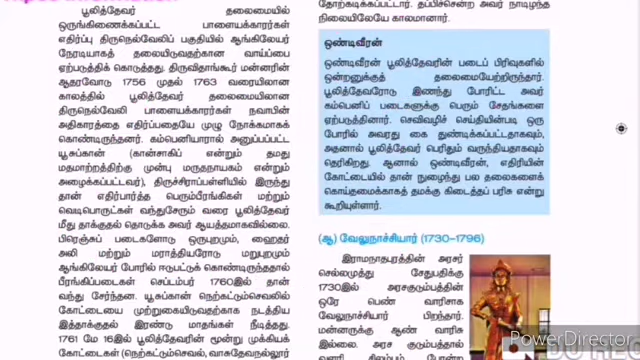 பூலித்தேவர் தலைமையில்
ஒருங்கிணைக்கப்பட்ட பாளையக்காரர்கள்
எதிர்ப்பு திருநெல்வேலிப் பகுதியில் ஆங்கிலேயர்
நேரடியாகத் தலையிடுவதற்கான வாய்ப்பை
ஏற்படுத்திக் கொடுத்தது. திருவிதாங்கூர் மன்னரின்
ஆதரவோடு 1756 முதல் 1763 வரையிலான
காலத்தில் பூலித்தேவர் தலைமையிலான
திருநெல்வேலி பாளையக்காரர்கள் நவாபின்
அதிகாரத்தை எதிர்ப்பதையே முழு நோக்கமாகக்
கொண்டிருந்தனர். கம்பெனியாரால் அனுப்பப்பட்ட
யூசுப்கான் (கான்சாகிப் என்றும் தமது
மதமாற்றத்திற்கு முன்பு மருதநாயகம் என்றும்
அழைக்கப்பட்டவர்), திருச்சிராப்பள்ளியில் இருந்து
தான் எதிர்பார்த்த பெரும்பீரங்கிகள் மற்றும்
வெடிபொருட்கள் வந்துசேரும் வரை பூலித்தேவர்
மீது தாக்குதல் தொடுக்க அவர் ஆயத்தமாகவில்லை.
பிரெஞ்சுப் படைகளோடு ஒருபுறமும், ஹைதர்
அலி மற்றும் மராத்தியரோடு மறுபுறமும்
ஆங்கிலேயர் போரில் ஈடுபட்டுக் கொண்டிருந்ததால்
பீரங்கிப்படைகள் செப்டம்பர் 1760இல் தான்
வந்து சேர்ந்தன. யூசுப்கான் நெற்கட்டும்செவலில்
கோட்டையை முற்றுகையிடுவதாக நடத்திய
இத்தாக்குதல் இரண்டு மாதங்கள் நீடித்தது.
1761 மே 16இல் பூலித்தேவரின் மூன்று முக்கியக்
கோட்டைகள் (நெற்கட்டும்செவல், வாசுதேவநல்லூர்
தோற்கடிக்கப்பட்டார். தப்பிச்சென்ற அவர் நாடிழந்த
நிலையிலேயே காலமானார்.
ஒண்டிவீரன்
ஒண்டிவீரன் பூலித்தேவரின் படைப் பிரிவுகளில்
ஒன்றனுக்குத் தலைமையேற்றிருந்தார்.
பூலித்தேவரோடு இணைந்து போரிட்ட அவர்
கம்பெனிப் படைகளுக்கு பெரும் சேதங்களை
ஏற்படுத்தினார். செவிவழிச் செய்தியின்படி ஒரு
போரில் அவரது கை துண்டிக்கப்பட்டதாகவும்,
அதனால் பூலித்தேவர் பெரிதும் வருந்தியதாகவும்
தெரிகிறது. ஆனால் ஒண்டிவீரன், எதிரியின்
கோட்டையில் தான் நுழைந்து பல தலைகளைக்
கொய்தமைக்காகத் தமக்கு கிடைத்தப் பரிசு என்று
கூறியுள்ளார்.
(ஆ) வேலுநாச்சியார் (1730–1796)
இராமநாதபுரத்தின் அரசர்
செல்லமுத்து சேதுபதிக்கு
1730இல் அரசகுடும்பத்தின்
ஒரே பெண் வாரிசாக
வேலுநாச்சியார் பிறந்தார்.
மன்னருக்கு ஆண் வாரிசு
இல்லை. அரச குடும்பத்தால்
வளரி, சிலம்பம் போன்ற
PowerDirector